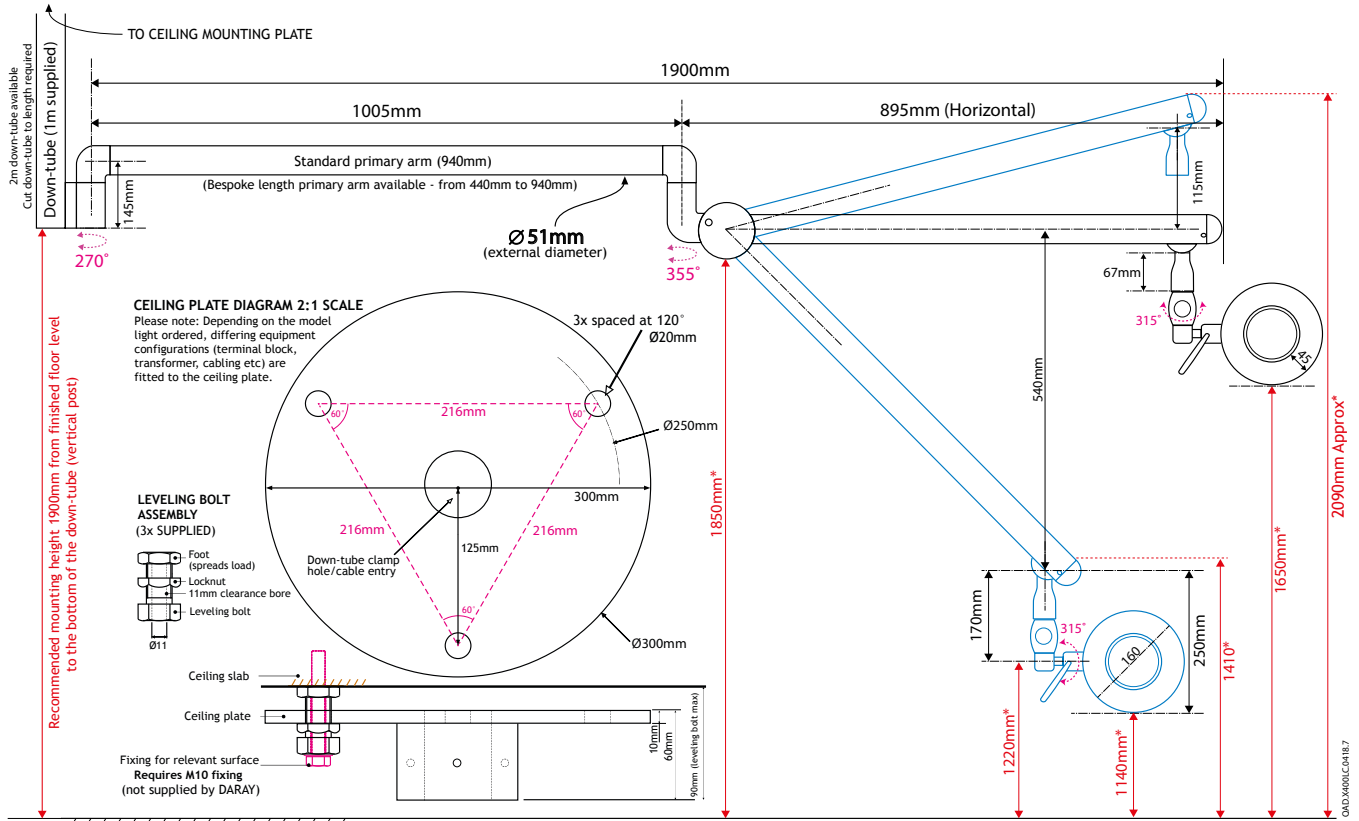 TO CEILING MOUNTING PLATE
2m down-tube available
Cut down-tube to length required
Down-tube (1m supplied)
1900mm
1005mm
895mm (Horizontal)
Standard primary arm (940mm)
(Bespoke length primary arm available - from 440mm to 940mm)
145mm
Ø51mm
(external diameter)
270°
355°
115mm
67mm
315°
45
540mm
CEILING PLATE DIAGRAM 2:1 SCALE
Please note: Depending on the model
light ordered, differing equipment
configurations (terminal block,
transformer, cabling etc) are
fitted to the ceiling plate.
3x spaced at 120°
Ø20mm
60°
216mm
60°
Ø250mm
300mm
216mm
216mm
125mm
Down-tube clamp
hole/cable entry
60°
Ø300mm
LEVELING BOLT
ASSEMBLY
(3x SUPPLIED)
Foot
(spreads load)
Locknut
11mm clearance bore
Leveling bolt
Ø11
Recommended mounting height 1900mm from finished floor level
to the bottom of the down-tube (vertical post)
Ceiling slab
Ceiling plate
Fixing for relevant surface
Requires M10 fixing
(not supplied by DARAY)
10mm
60mm
90mm (leveling bolt max)
1850mm*
170mm
315°
160
250mm
1220mm*
1140mm*
1410*
1650mm*
2090mm Approx*
QAD.X400LC.0418.7